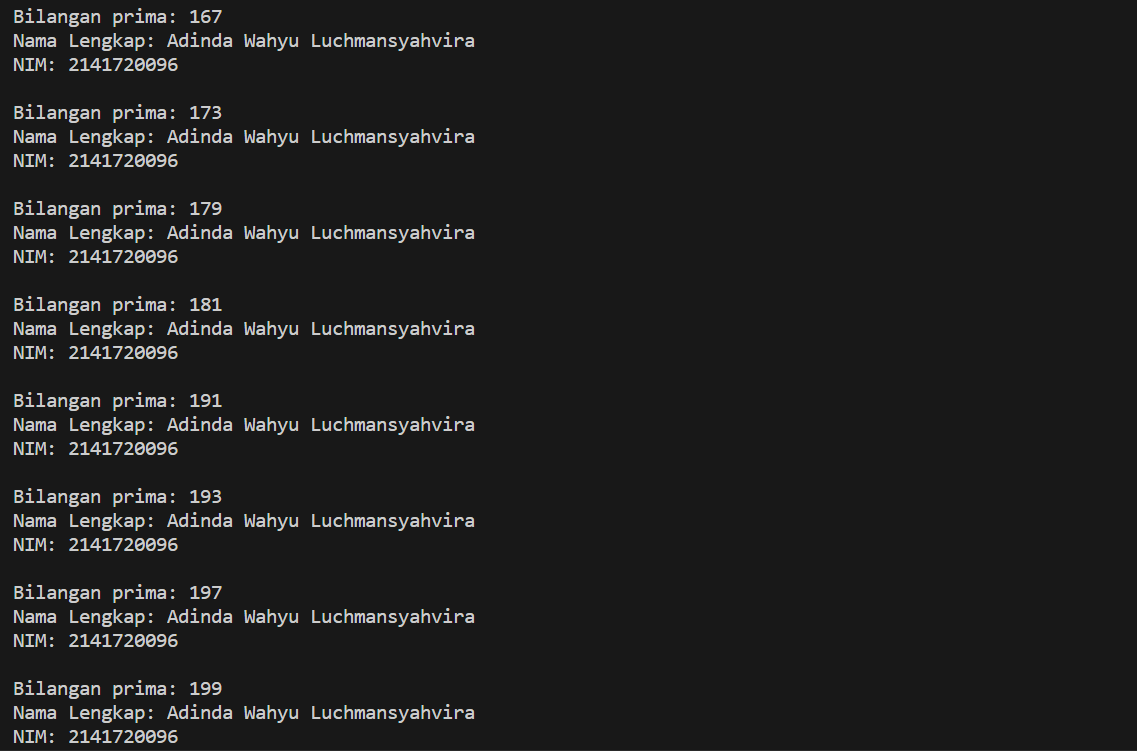 Bilangan prima: 167
Nama Lengkap: Adinda Wahyu Luchmansyahvira
NIM: 2141720096

Bilangan prima: 173
Nama Lengkap: Adinda Wahyu Luchmansyahvira
NIM: 2141720096

Bilangan prima: 179
Nama Lengkap: Adinda Wahyu Luchmansyahvira
NIM: 2141720096

Bilangan prima: 181
Nama Lengkap: Adinda Wahyu Luchmansyahvira
NIM: 2141720096

Bilangan prima: 191
Nama Lengkap: Adinda Wahyu Luchmansyahvira
NIM: 2141720096

Bilangan prima: 193
Nama Lengkap: Adinda Wahyu Luchmansyahvira
NIM: 2141720096

Bilangan prima: 197
Nama Lengkap: Adinda Wahyu Luchmansyahvira
NIM: 2141720096

Bilangan prima: 199
Nama Lengkap: Adinda Wahyu Luchmansyahvira
NIM: 2141720096